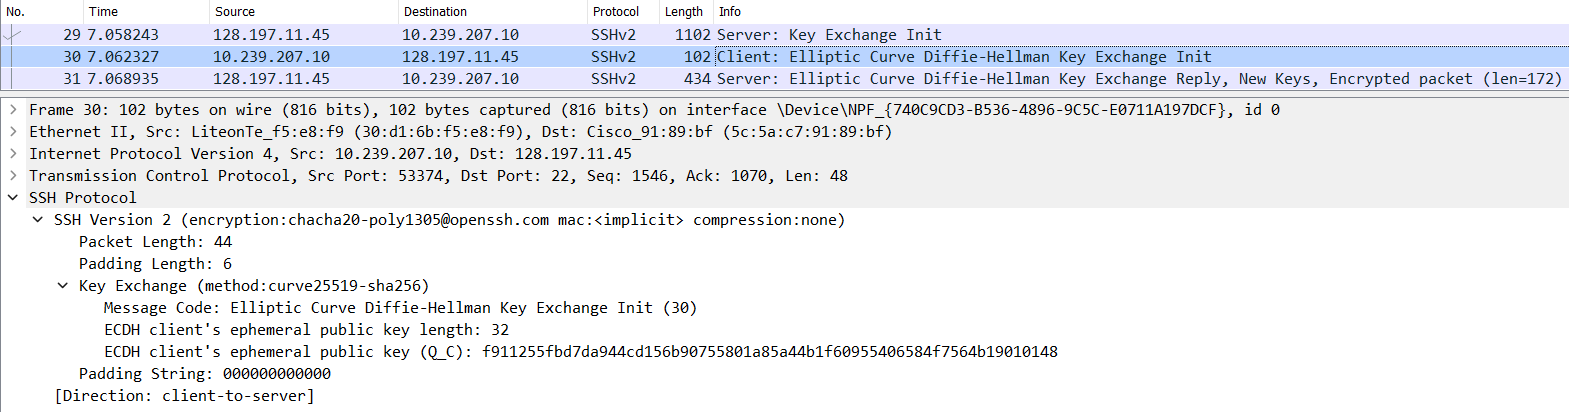 No. Time Source Destination Protocol Length Info
29 7.058243 128.197.11.45 10.239.207.10 SSHv2 1102 Server: Key Exchange Init
30 7.062327 10.239.207.10 128.197.11.45 SSHv2 102 Client: Elliptic Curve Diffie-Hellman Key Exchange Init
31 7.068935 128.197.11.45 10.239.207.10 SSHv2 434 Server: Elliptic Curve Diffie-Hellman Key Exchange Reply, New Keys, Encrypted packet (len=172)
Frame 30: 102 bytes on wire (816 bits), 102 bytes captured (816 bits) on interface \Device\NPF_{740C9CD3-B536-4896-9C5C-E0711A197DCF}, id 0
Ethernet II, Src: LiteonTe_f5:e8:f9 (30:d1:6b:f5:e8:f9), Dst: Cisco_91:89:bf (5c:5a:c7:91:89:bf)
Internet Protocol Version 4, Src: 10.239.207.10, Dst: 128.197.11.45
Transmission Control Protocol, Src Port: 53374, Dst Port: 22, Seq: 1546, Ack: 1070, Len: 48
SSH Protocol
SSH Version 2 (encryption:chacha20-poly1305@openssh.com mac:<implicit> compression:none)
Packet Length: 44
Padding Length: 6
Key Exchange (method:curve25519-sha256)
Message Code: Elliptic Curve Diffie-Hellman Key Exchange Init (30)
ECDH client's ephemeral public key length: 32
ECDH client's ephemeral public key (Q_C): f911255fbd7da944cd156b90755801a85a44b1f60955406584f7564b19010148
Padding String: 000000000000
[Direction: client-to-server]